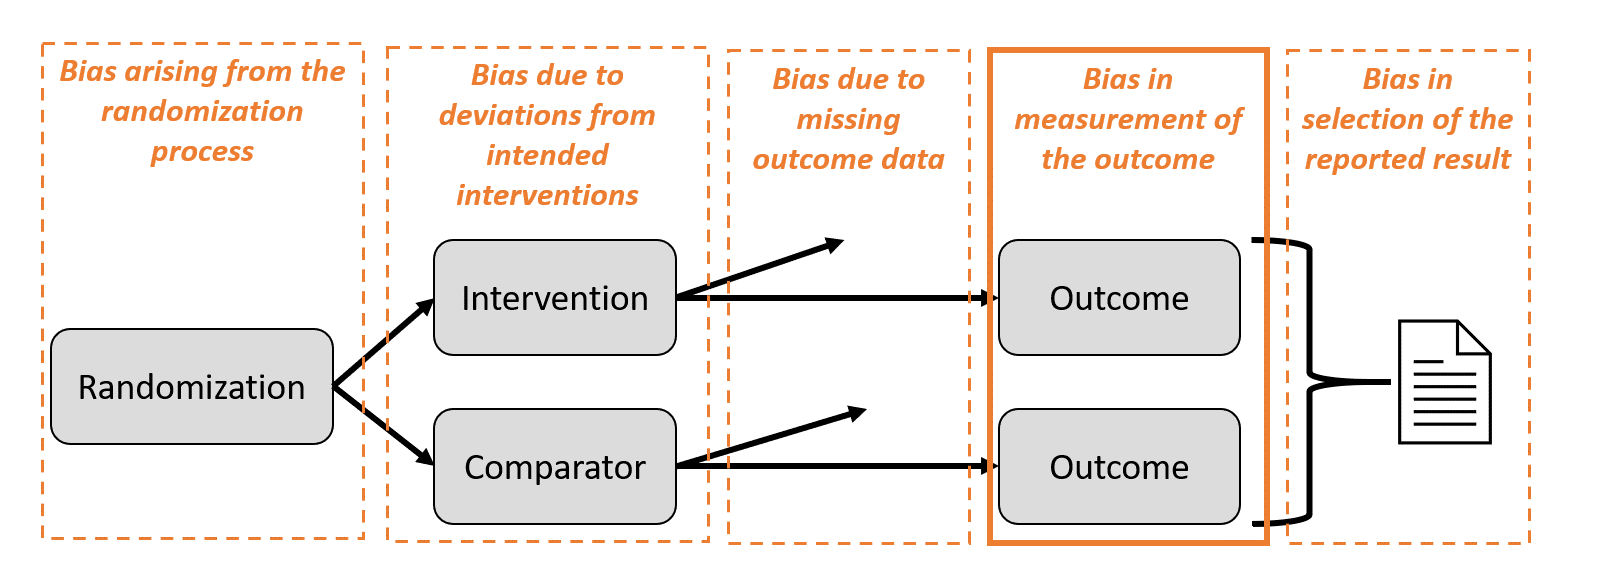 Bias arising from the
randomization
process
Bias due to
deviations from
intended
interventions
Bias due to
missing
outcome data
Bias in
measurement of
the outcome
Bias in
selection of the
reported result
Randomization
Intervention
Comparator
Outcome
Outcome